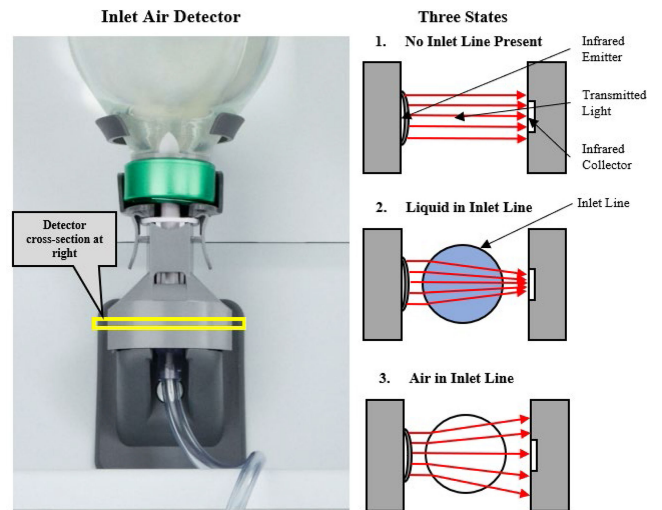 Inlet Air Detector
Detector
cross-section at
right
Three States
1. No Inlet Line Present
Infrared
Emitter
Transmitted
Light
Infrared
Collector
2. Liquid in Inlet Line
Inlet Line
3. Air in Inlet Line